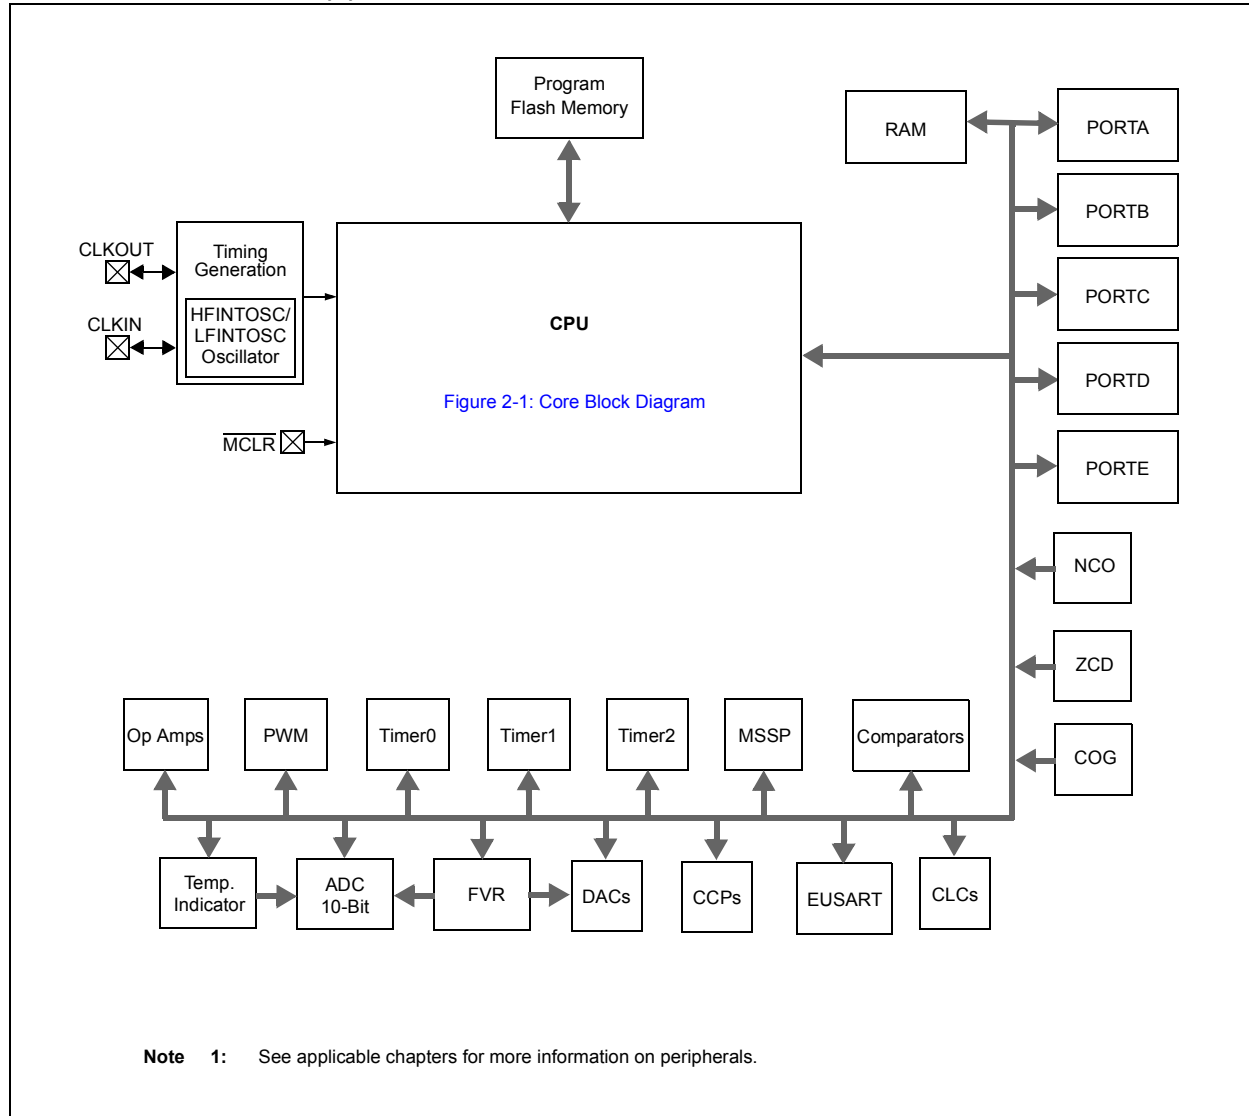 Program
Flash Memory
RAM
PORTA
PORTB
CLKOUT
Timing
Generation
HFINTOSC/
LFINTOSC
Oscillator
CLKIN
CPU
PORTC
PORTD
Figure 2-1: Core Block Diagram
MCLR
PORTE
NCO
ZCD
COG
Op Amps
PWM
Timer0
Timer1
Timer2
MSSP
Comparators
Temp.
Indicator
ADC
10-Bit
FVR
DACs
CCPs
EUSART
CLCs
Note 1: See applicable chapters for more information on peripherals.